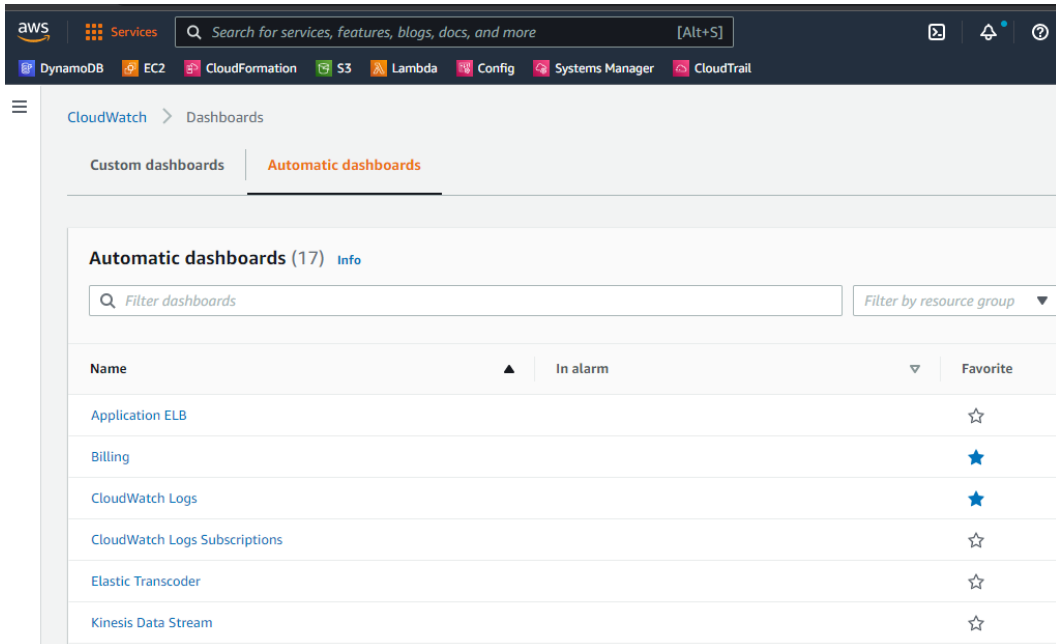 aws Services Search for services, features, blogs, docs, and more [Alt+S]
DynamoDB EC2 CloudFormation S3 Lambda Config Systems Manager CloudTrail
CloudWatch Dashboards
Custom dashboards Automatic dashboards
Automatic dashboards (17) Info
Filter dashboards Filter by resource group
Name In alarm Favorite
Application ELB
Billing
CloudWatch Logs
CloudWatch Logs Subscriptions
Elastic Transcoder
Kinesis Data Stream